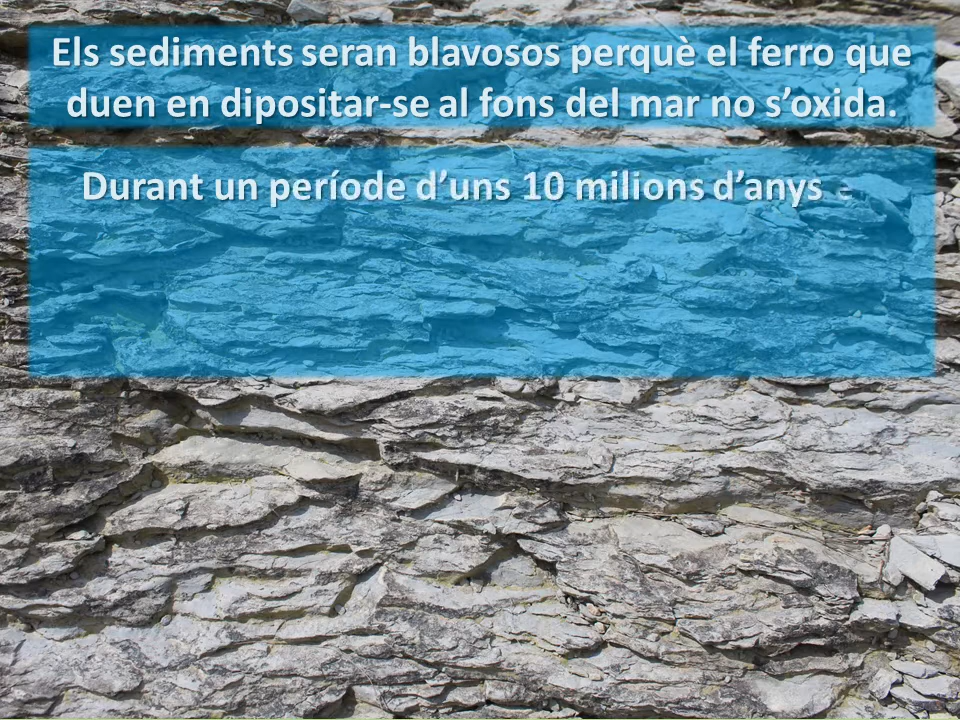 Els sediments seran blavosos perquè el ferro que
duen en dipositar-se al fons del mar no s’oxida.
Durant un període d’uns 10 milions d’anys